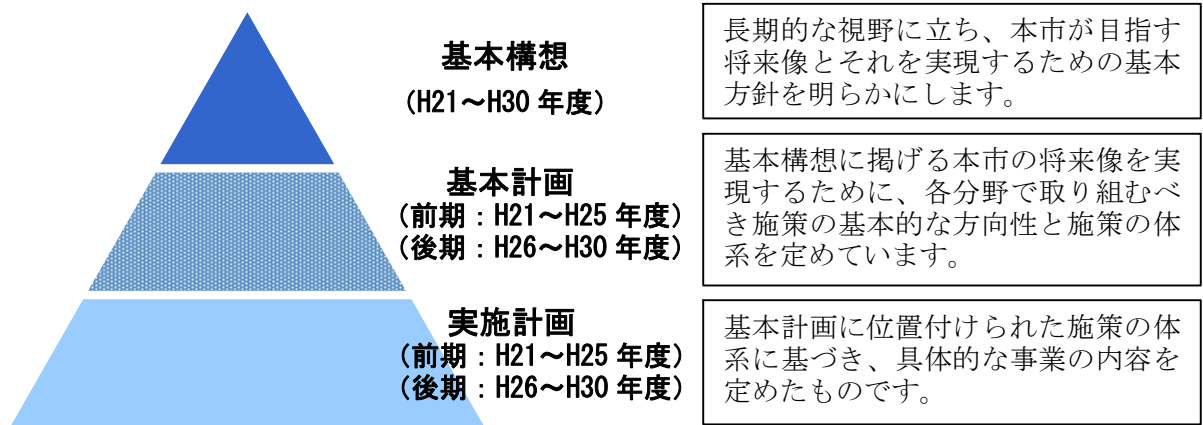 基本構想
（H21～H30 年度）
長期的な視野に立ち、本市が目指す
将来像とそれを実現するための基本
方針を明らかにします。
基本計画
（前期：H21～H25 年度）
（後期：H26～H30 年度）
基本構想に掲げる本市の将来像を実
現するために、各分野で取り組むべ
き施策の基本的な方向性と施策の体
系を定めています。
実施計画
（前期：H21～H25 年度）
（後期：H26～H30 年度）
基本計画に位置付けられた施策の体
系に基づき、具体的な事業の内容を
定めたものです。